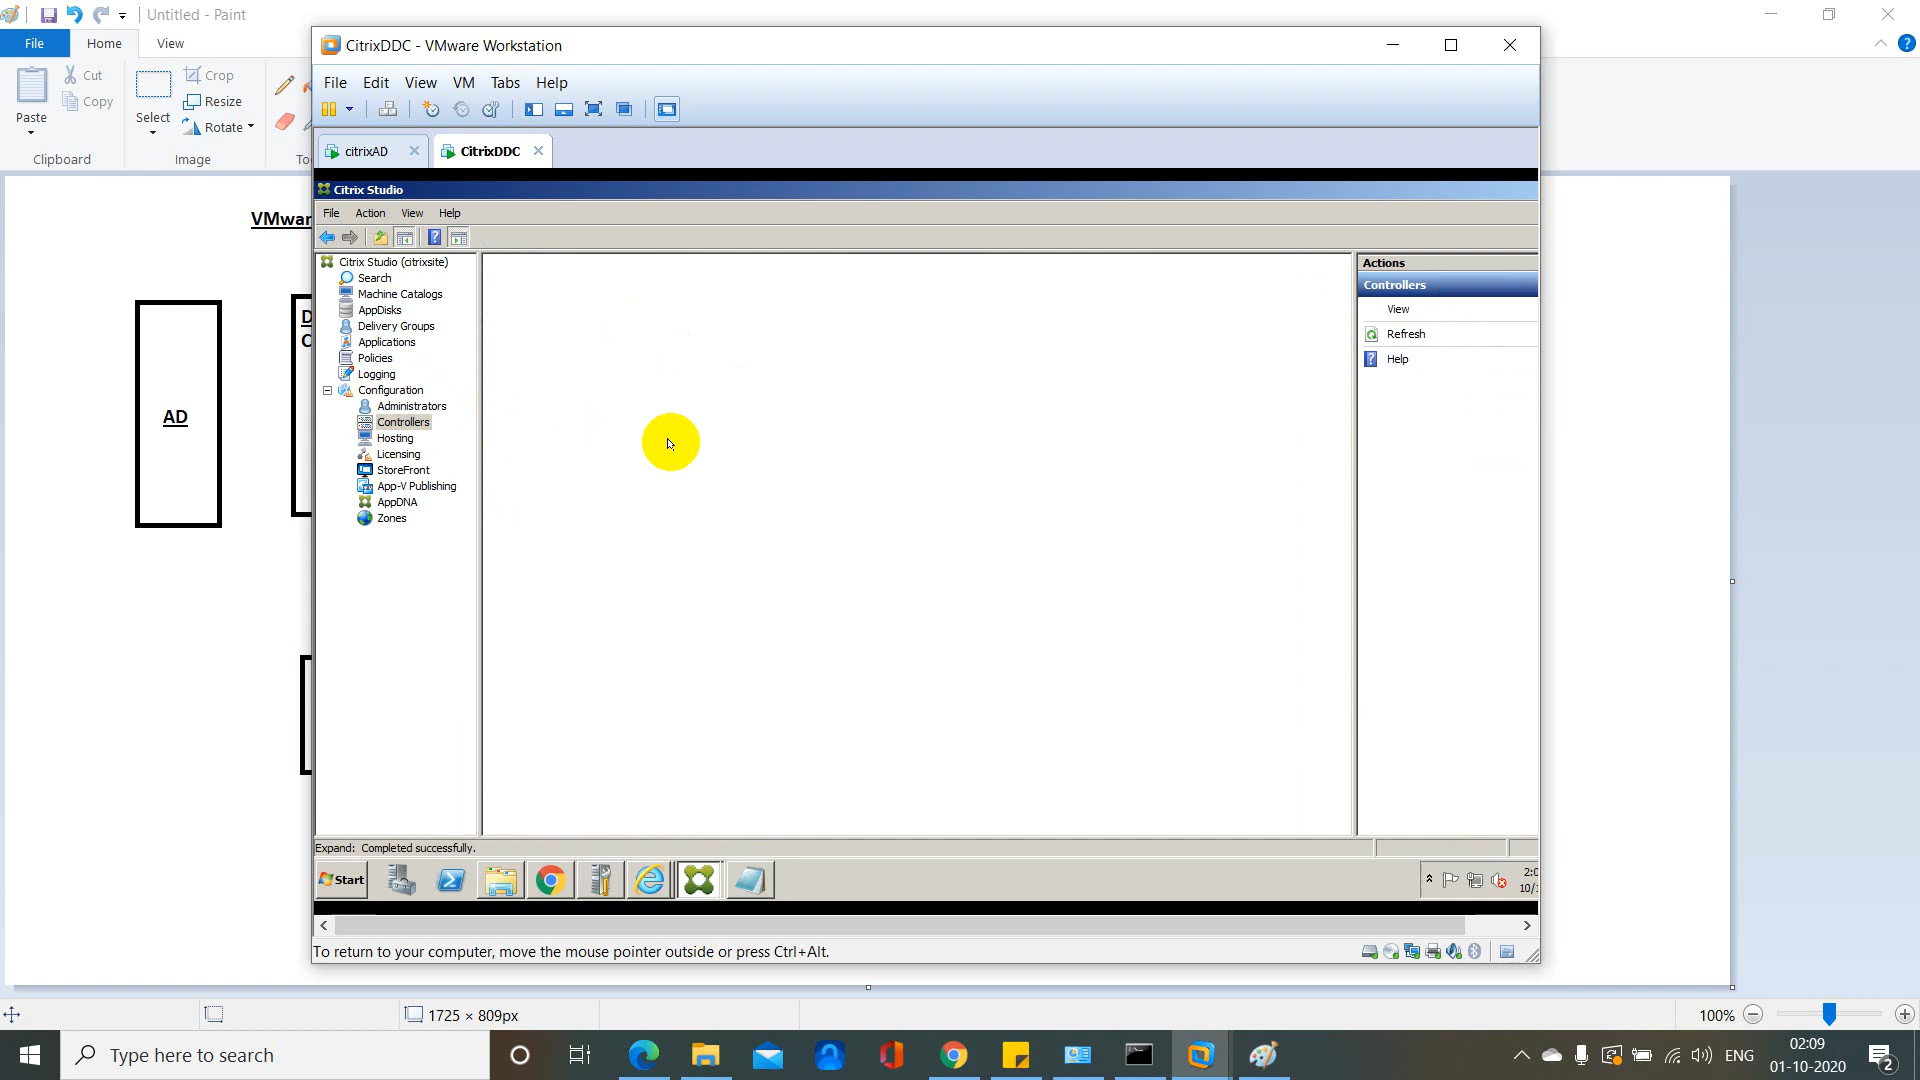 Untitled - Paint
File
Home
View
Paste
Cut
Copy
Clipboard
Select
Crop
Resize
Rotate
Image
CitrixDDC - VMware Workstation
File Edit View VM Tabs Help
citrixAD
CitrixDDC
Citrix Studio
File Action View Help
Citrix Studio (citrixsite)
Search
Machine Catalogs
AppDisks
Delivery Groups
Applications
Policies
Logging
Configuration
Administrators
Controllers
Hosting
Licensing
StoreFront
App-V Publishing
AppDNA
Zones
Actions
Controllers
View
Refresh
Help
Expand: Completed successfully.
Start
To return to your computer, move the mouse pointer outside or press Ctrl+Alt.
AD
1725 × 809px
100%
Type here to search
ENG
02:09
01-10-2020
2